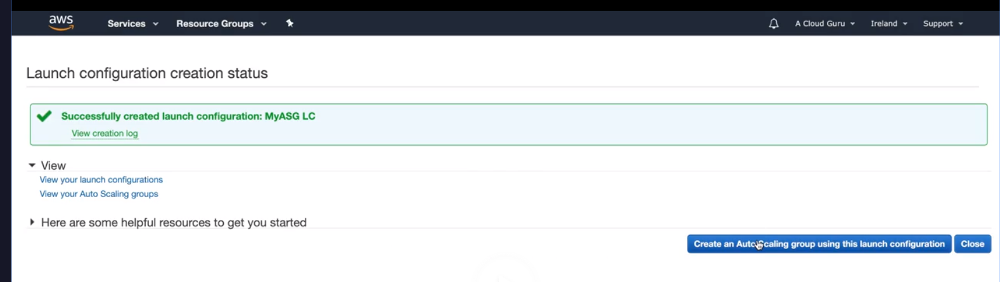 aws Services Resource Groups A Cloud Guru Ireland Support
Launch configuration creation status
Successfully created launch configuration: MyASG LC
View creation log
View
View your launch configurations
View your Auto Scaling groups
Here are some helpful resources to get you started
Create an Auto Scaling group using this launch configuration Close